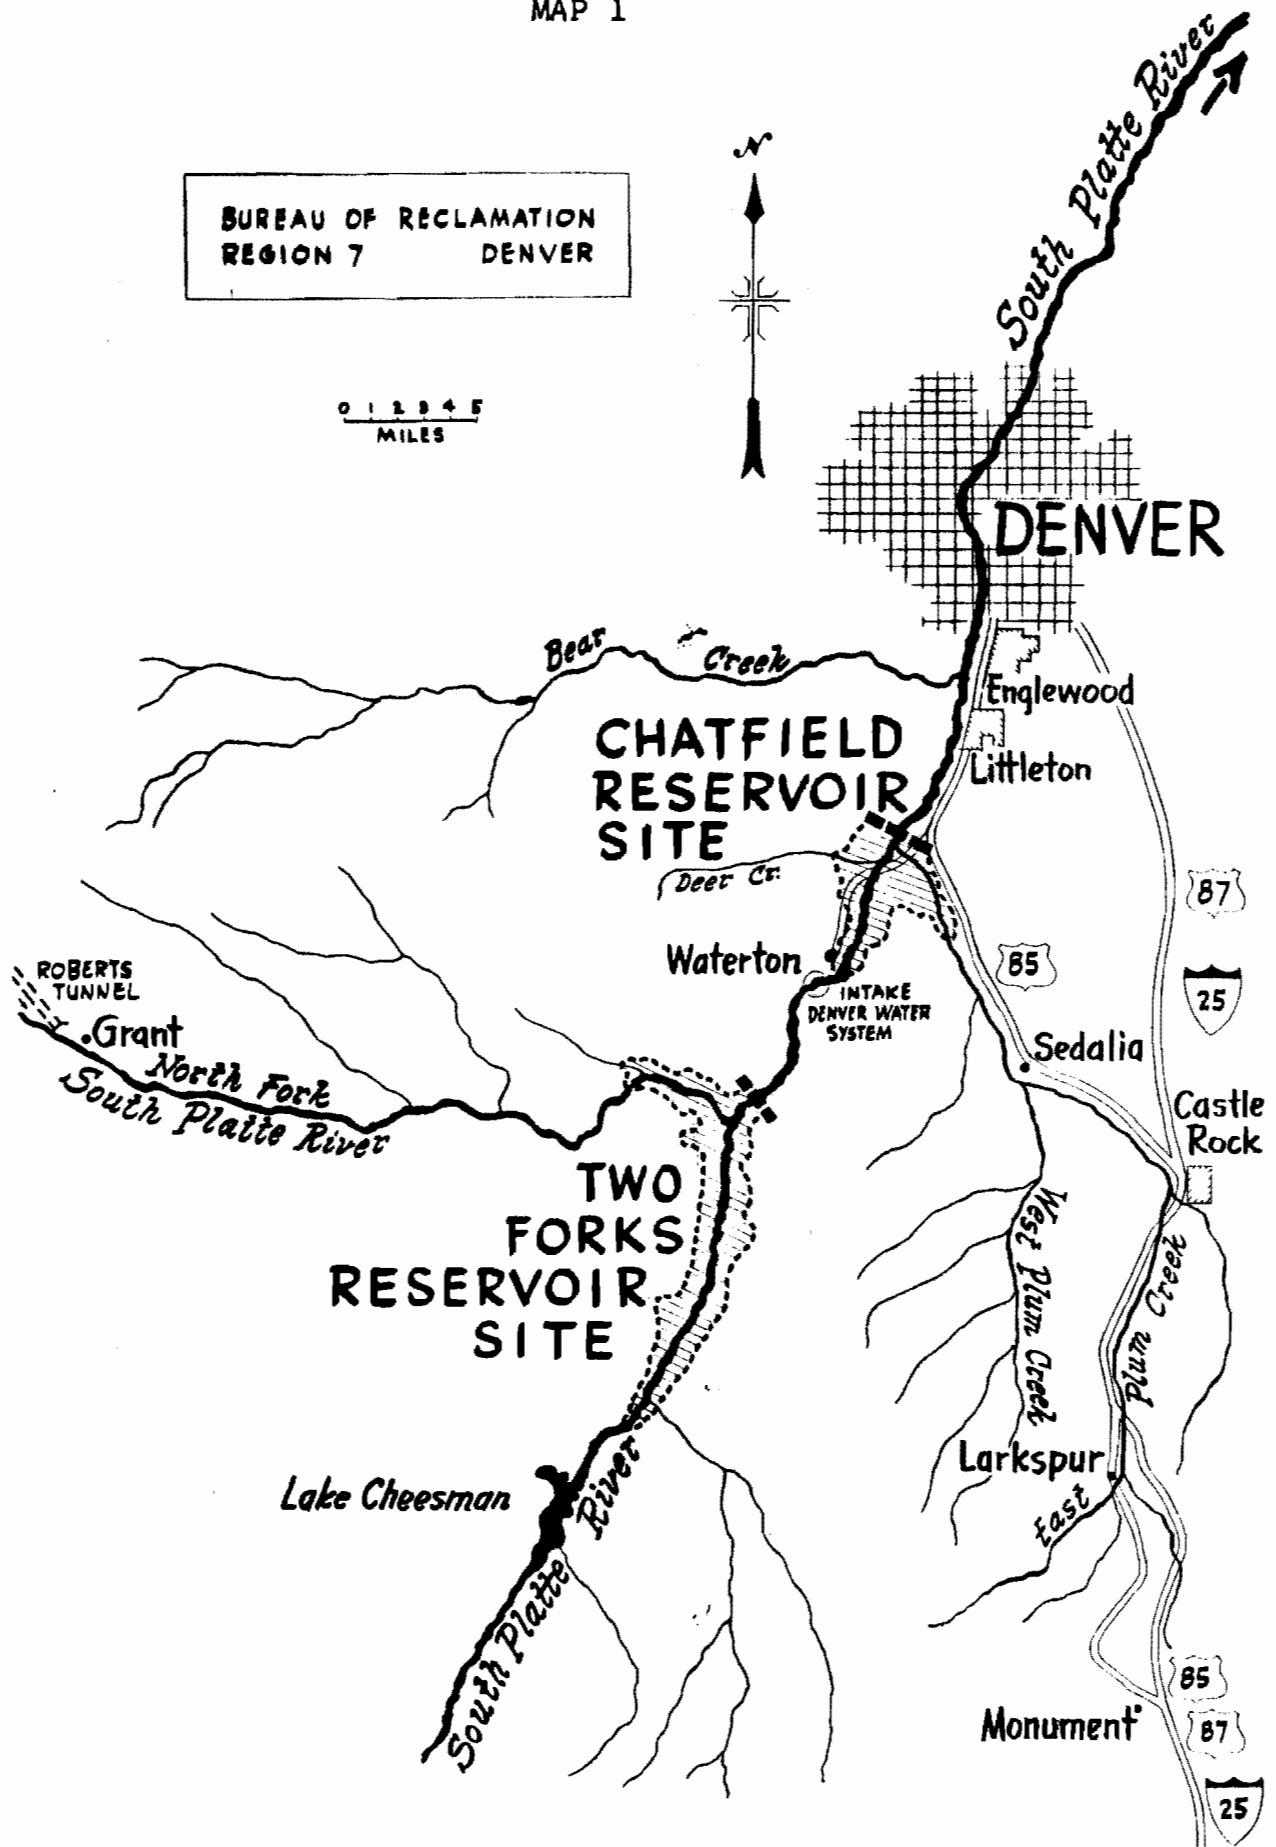 MAP 1
South Platte River
N
BUREAU OF RECLAMATION
REGION 7 DENVER
0 1 2 3 4 5
MILES
DENVER
Bear Creek
Englewood
CHATFIELD
RESERVOIR
SITE
Littleton
Deer Cr.
87
Waterton
85
25
ROBERTS
TUNNEL
INTAKE
DENVER WATER
SYSTEM
Grant
Sedalia
North Fork
South Platte River
Castle
Rock
TWO
FORKS
RESERVOIR
SITE
West Plum Creek
Plum Creek
Larkspur
East
Lake Cheesman
South Platte River
85
Monument
87
25